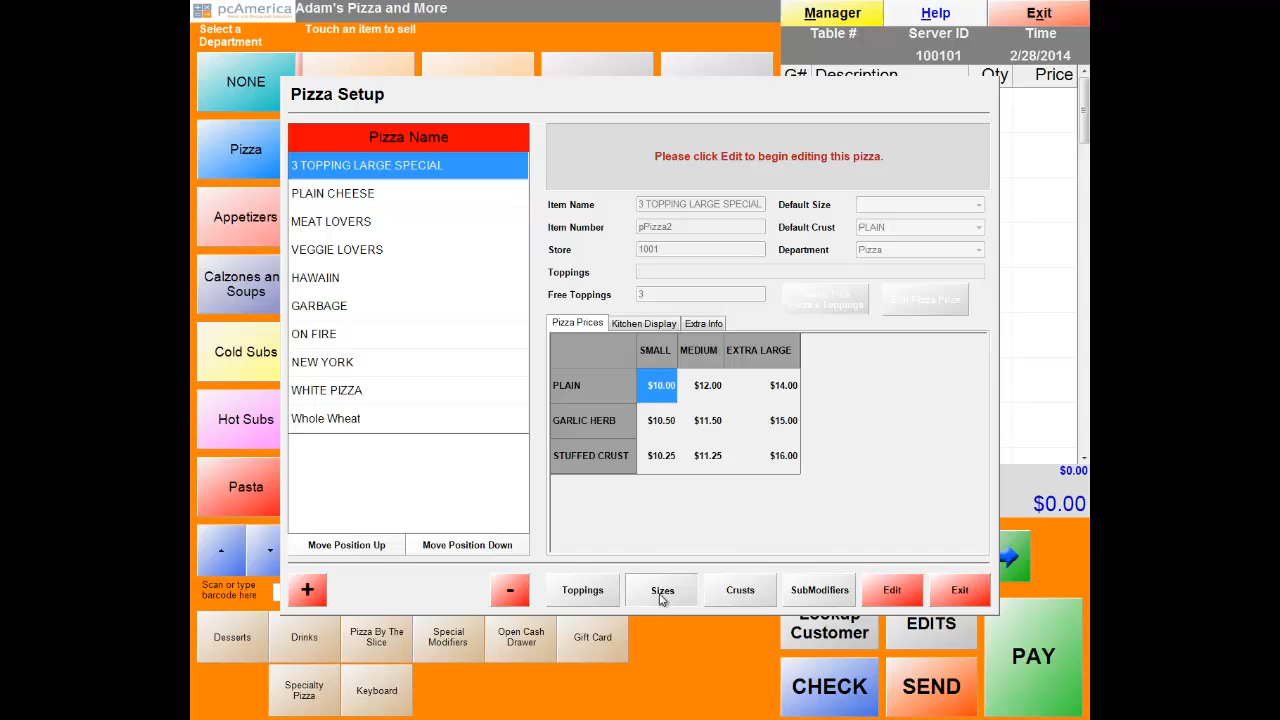 pcAmerica
Adam's Pizza and More
Manager
Help
Exit
Select a
Department
Touch an item to sell
Table #
Server ID
Time
100101
2/28/2014
G# Description Qty Price
NONE
Pizza
Appetizers
Calzones an
Soups
Cold Subs
Hot Subs
Pasta
Scan or type
barcode here
Pizza Setup
Pizza Name
3 TOPPING LARGE SPECIAL
PLAIN CHEESE
MEAT LOVERS
VEGGIE LOVERS
HAWAIIN
GARBAGE
ON FIRE
NEW YORK
WHITE PIZZA
Whole Wheat
Move Position Up
Move Position Down
Please click Edit to begin editing this pizza.
Item Name
3 TOPPING LARGE SPECIAL
Default Size
Item Number
pPizza2
Default Crust
PLAIN
Store
1001
Department
Pizza
Toppings
Free Toppings
3
Pizza's Toppings
Edit Pizza Price
Pizza Prices
Kitchen Display
Extra Info
SMALL MEDIUM EXTRA LARGE
PLAIN $10.00 $12.00 $14.00
GARLIC HERB $10.50 $11.50 $15.00
STUFFED CRUST $10.25 $11.25 $16.00
+
-
Toppings
Sizes
Crusts
SubModifiers
Edit
Exit
$0.00
$0.00
Desserts
Drinks
Pizza By The
Slice
Special
Modifiers
Open Cash
Drawer
Gift Card
Specialty
Pizza
Keyboard
Lookup
Customer
EDITS
PAY
CHECK
SEND